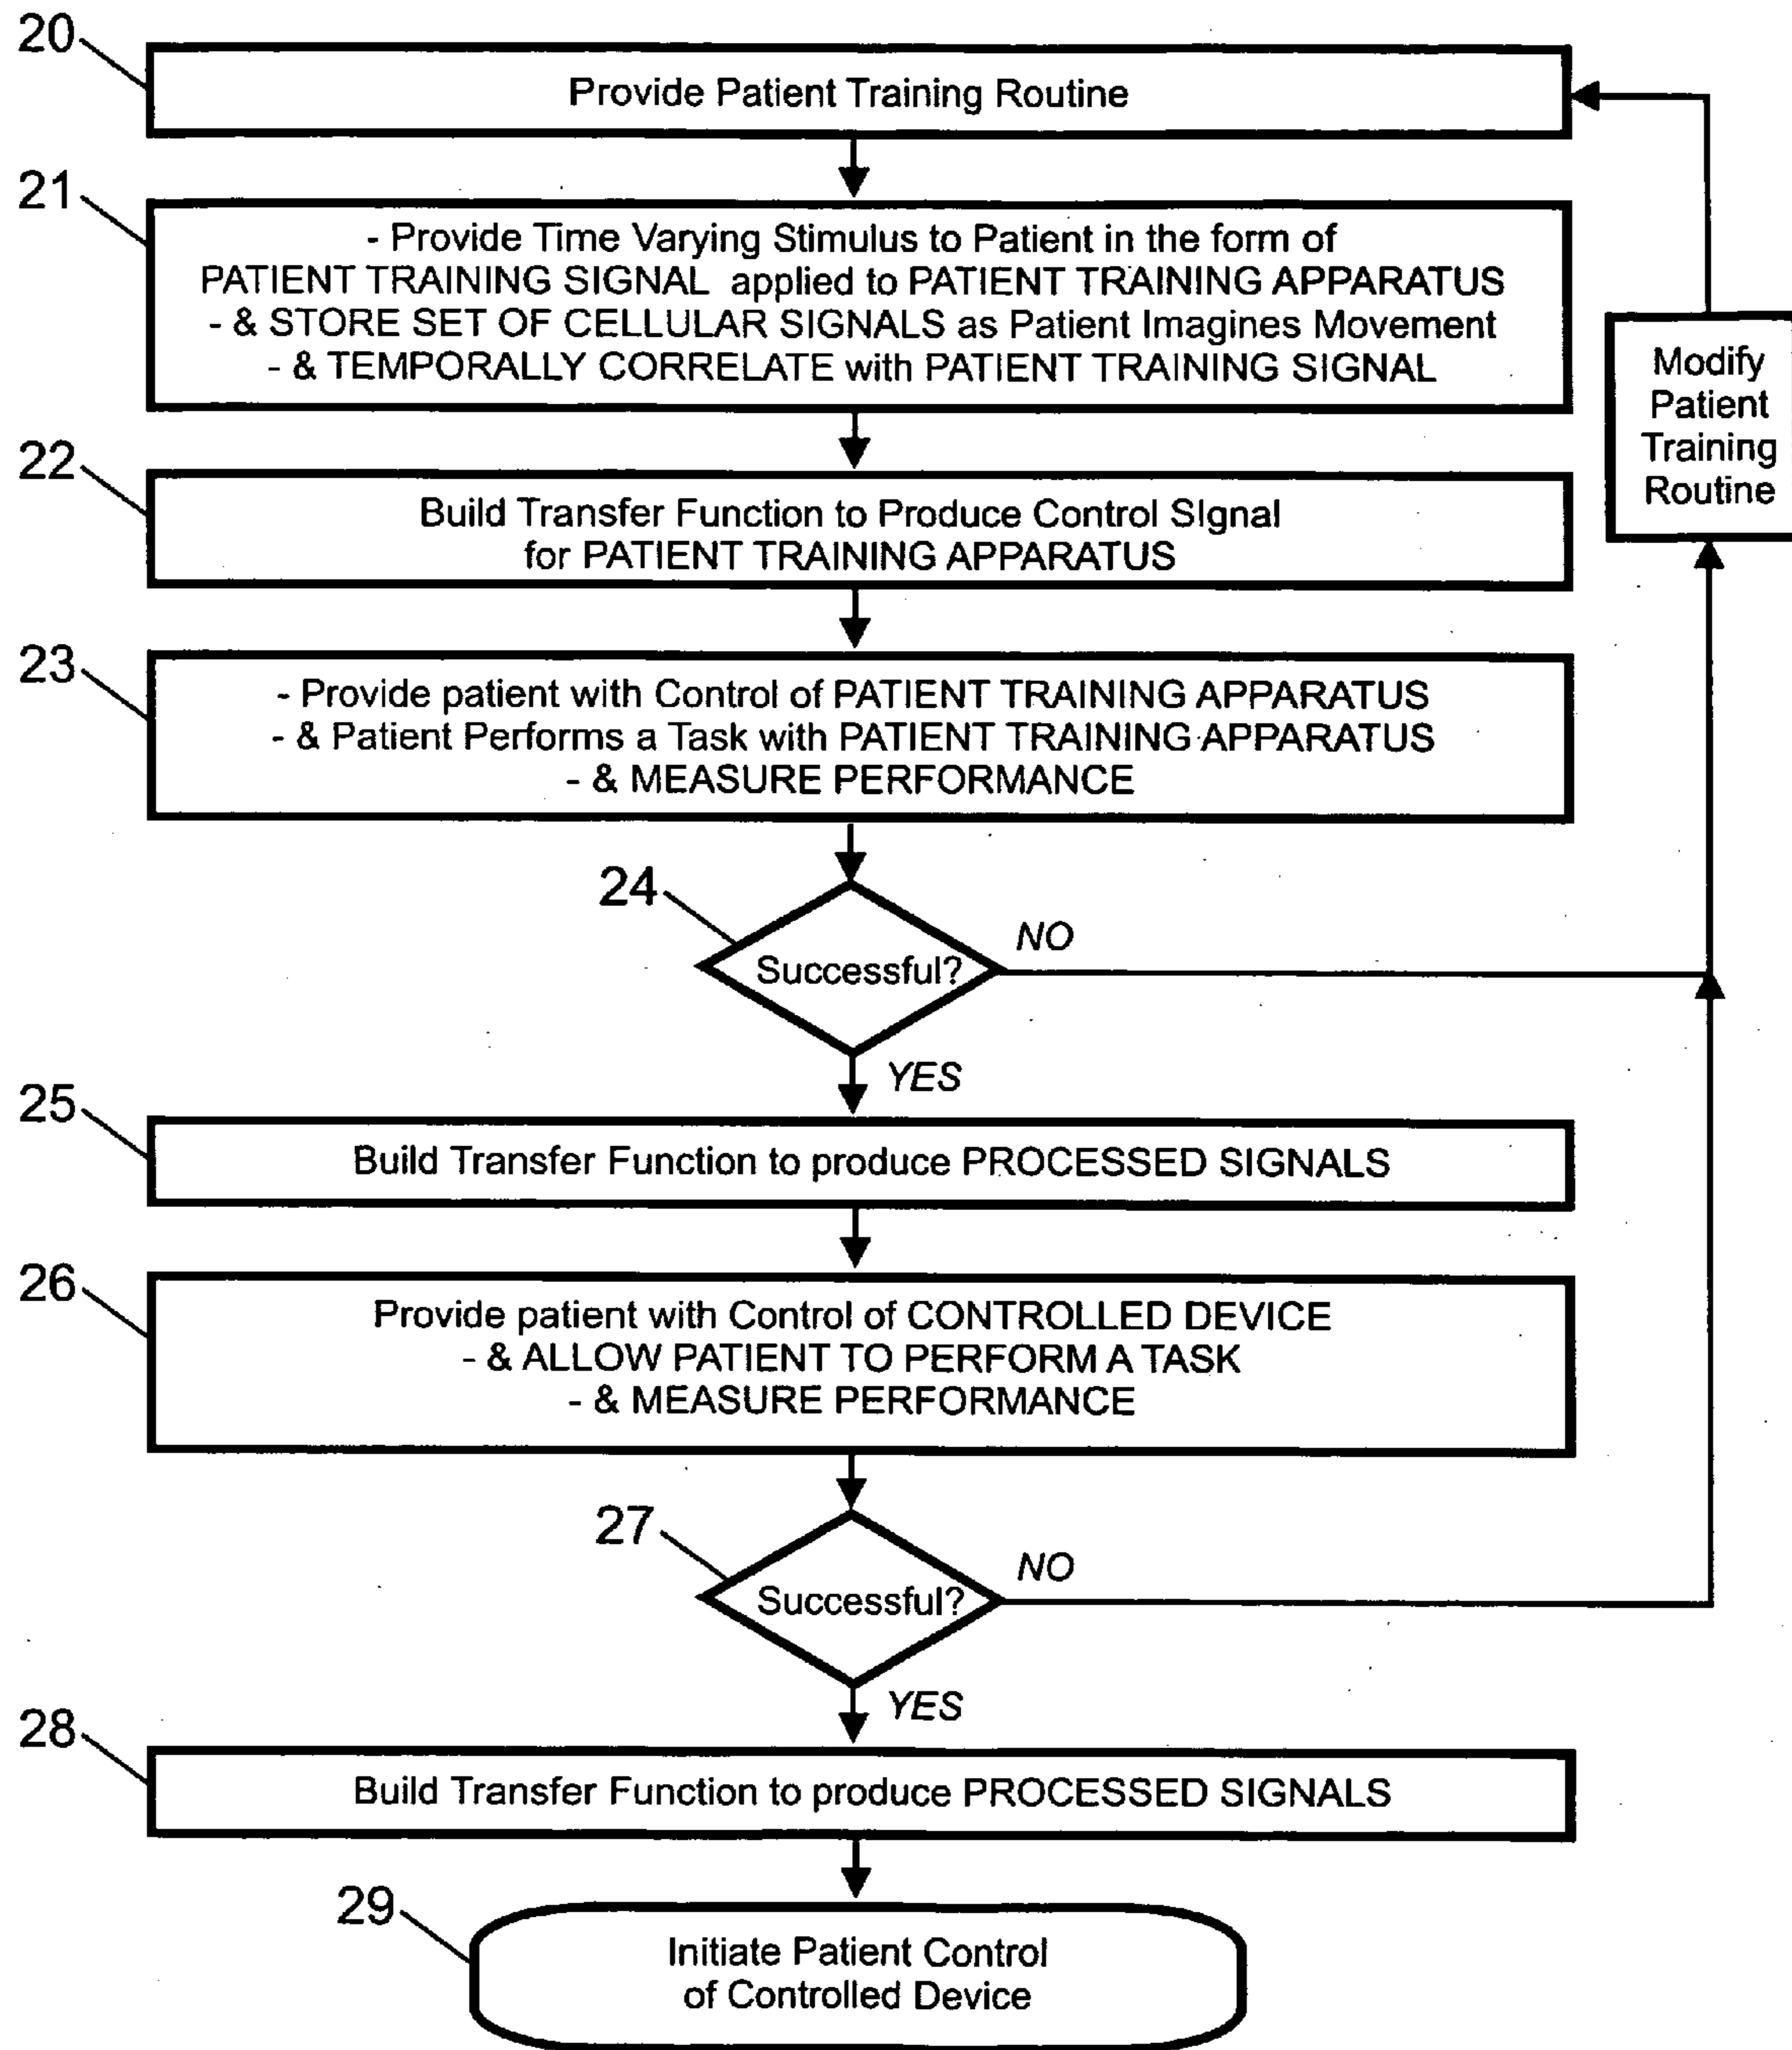 20
Provide Patient Training Routine
21
- Provide Time Varying Stimulus to Patient in the form of
PATIENT TRAINING SIGNAL applied to PATIENT TRAINING APPARATUS
- & STORE SET OF CELLULAR SIGNALS as Patient Imagines Movement
- & TEMPORALLY CORRELATE with PATIENT TRAINING SIGNAL
Modify
Patient
Training
Routine
22
Build Transfer Function to Produce Control SIgnal
for PATIENT TRAINING APPARATUS
23
- Provide patient with Control of PATIENT TRAINING APPARATUS
- & Patient Performs a Task with PATIENT TRAINING APPARATUS
- & MEASURE PERFORMANCE
24
Successful?
NO
YES
25
Build Transfer Function to produce PROCESSED SIGNALS
26
Provide patient with Control of CONTROLLED DEVICE
- & ALLOW PATIENT TO PERFORM A TASK
- & MEASURE PERFORMANCE
27
Successful?
NO
YES
28
Build Transfer Function to produce PROCESSED SIGNALS
29
Initiate Patient Control
of Controlled Device